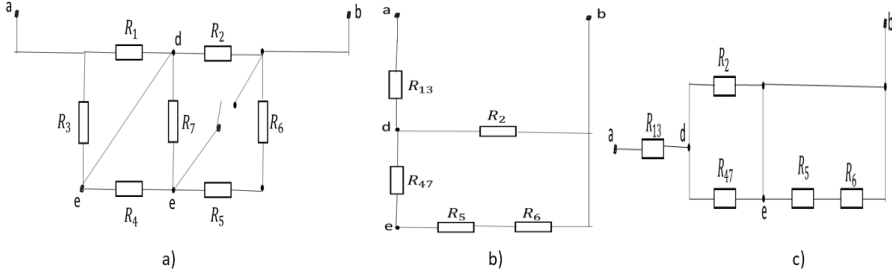 a
b
R₁
d
R₂
R₃
R₇
R₆
e
R₄
e
R₅
a)
a
b
R₁₃
d
R₂
R₄₇
e
R₅
R₆
b)
b
R₂
a
R₁₃
d
R₄₇
e
R₅
R₆
c)